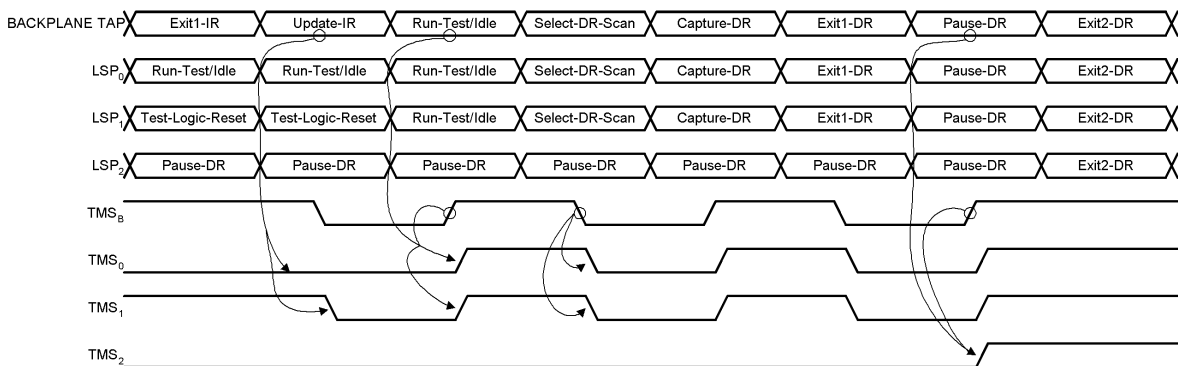 BACKPLANE TAP Exit1-IR Update-IR Run-Test/Idle Select-DR-Scan Capture-DR Exit1-DR Pause-DR Exit2-DR
LSP0 Run-Test/Idle Run-Test/Idle Run-Test/Idle Select-DR-Scan Capture-DR Exit1-DR Pause-DR Exit2-DR
LSP1 Test-Logic-Reset Test-Logic-Reset Run-Test/Idle Select-DR-Scan Capture-DR Exit1-DR Pause-DR Exit2-DR
LSP2 Pause-DR Pause-DR Pause-DR Pause-DR Pause-DR Pause-DR Pause-DR Exit2-DR
TMSB
TMS0
TMS1
TMS2